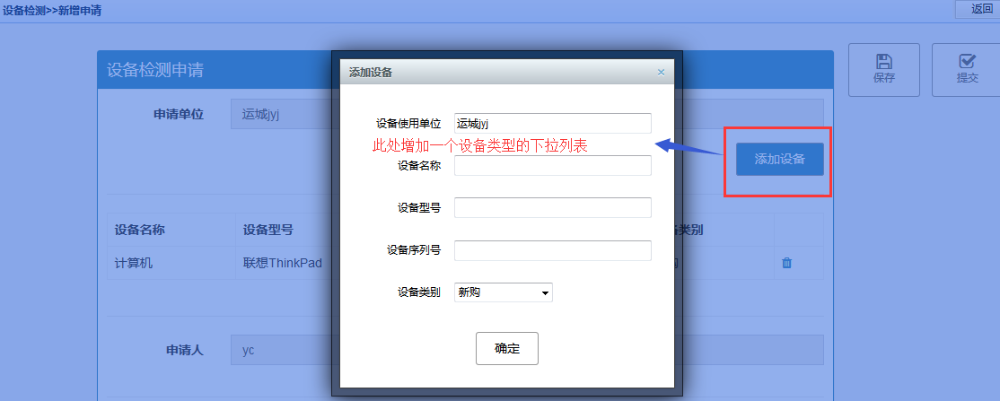 设备检测>>新增申请
返回
设备检测申请
保存
提交
申请单位
运城jyj
添加设备
添加设备
×
设备使用单位
运城jyj
此处增加一个设备类型的下拉列表
设备名称
设备型号
设备序列号
设备类别
新购
确定
设备名称
设备型号
类别
计算机
联想ThinkPad
申请人
yc